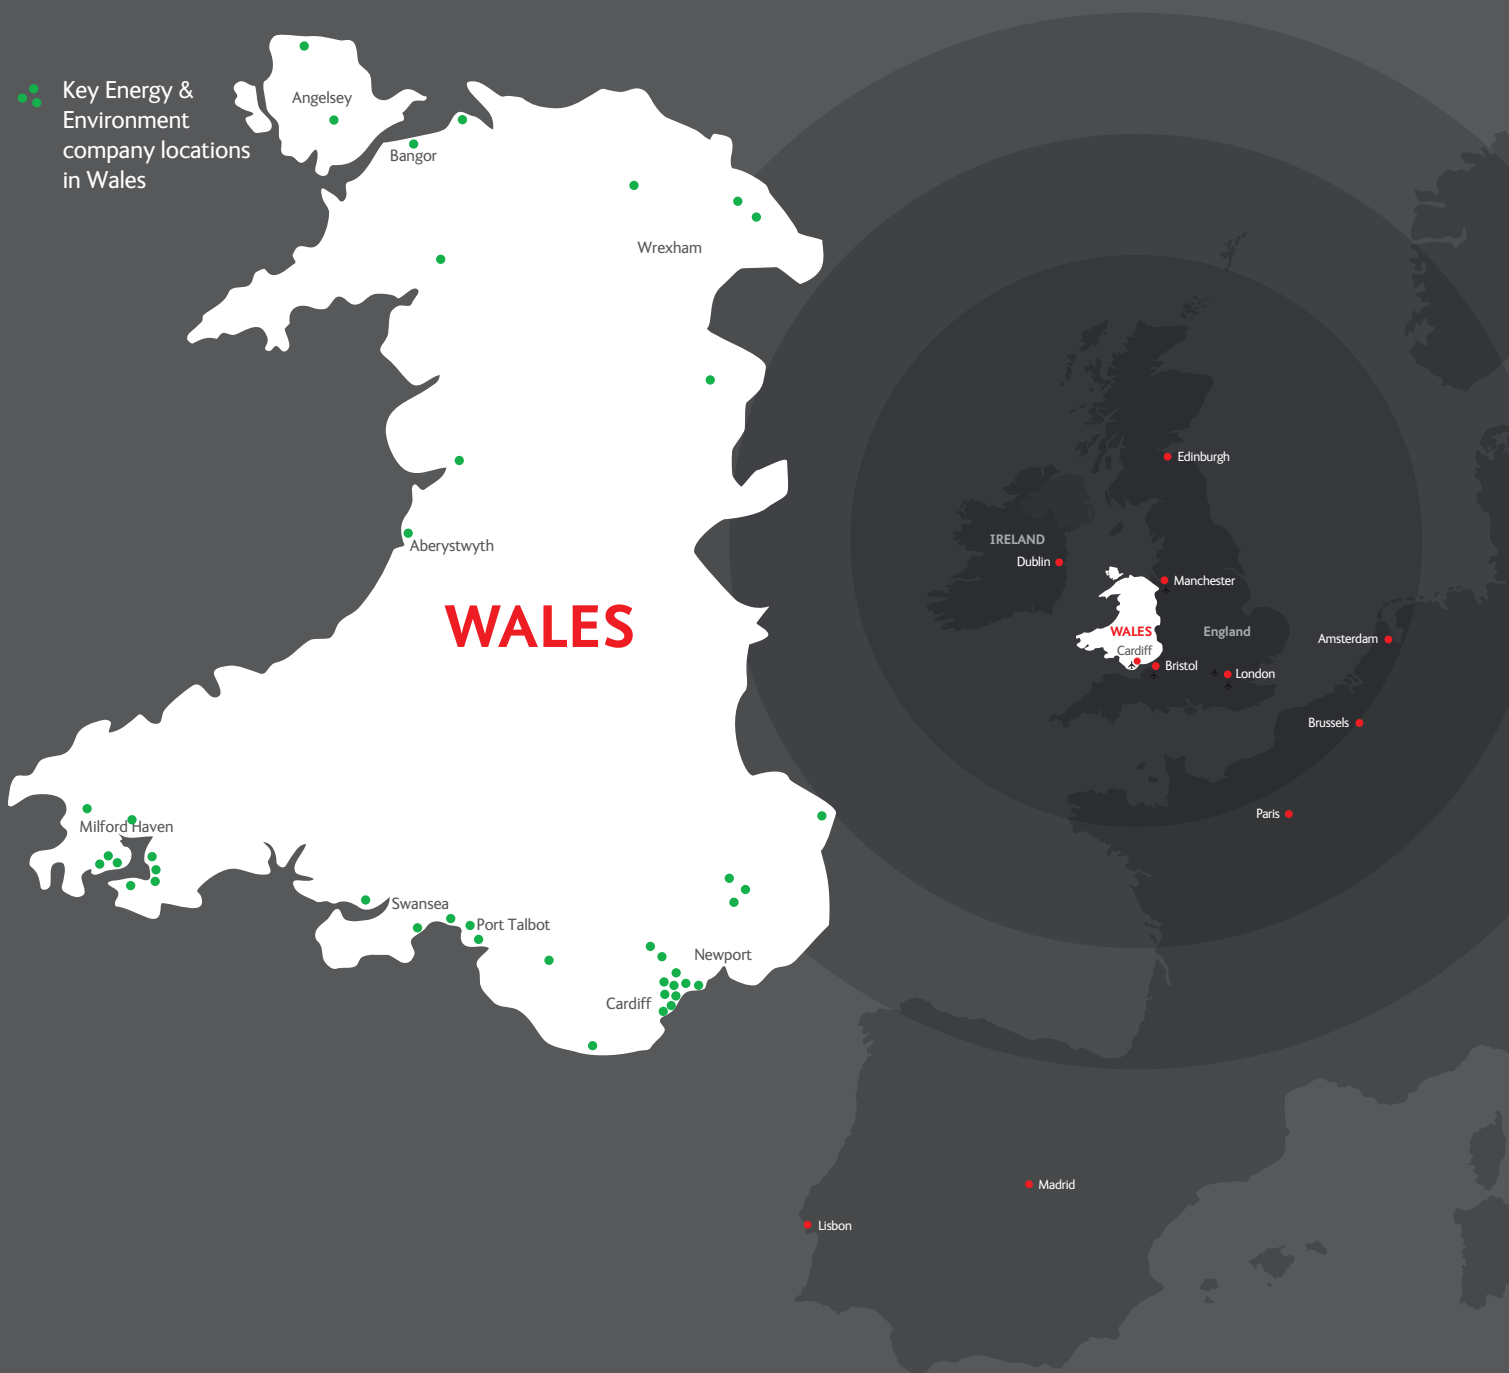 Key Energy &
Environment
company locations
in Wales
Angelsey
Bangor
Wrexham
Aberystwyth
WALES
Milford Haven
Swansea
Port Talbot
Newport
Cardiff
Edinburgh
IRELAND
Dublin
Manchester
WALES
England
Cardiff
Bristol
London
Amsterdam
Brussels
Paris
Madrid
Lisbon